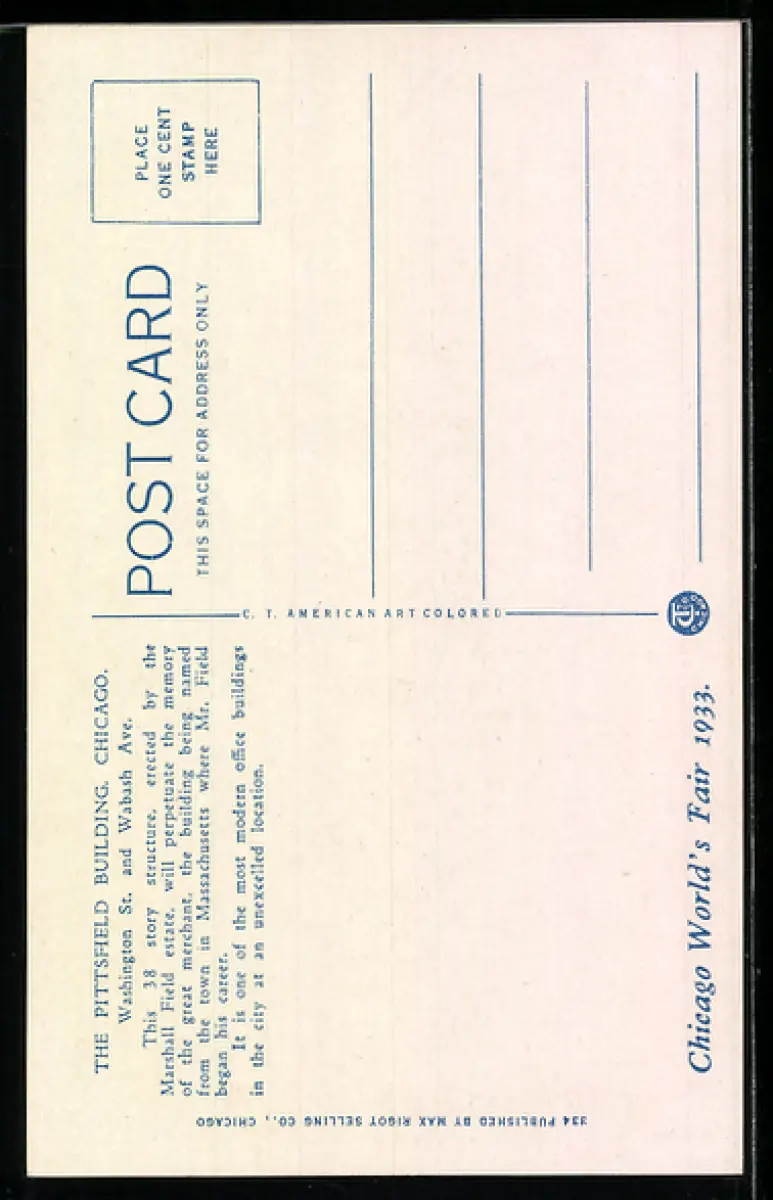 THE PITTSFIELD BUILDING, CHICAGO.
Washington St. and Wabash Ave.
This 38 story structure, erected by the
Marshall Field estate, will perpetuate the memory
of the great merchant, the building being named
from the town in Massachusetts where Mr. Field
began his career.
It is one of the most modern office buildings
in the city at an unexcelled location.
Chicago World's Fair 1933.
334 PUBLISHED BY MAX RIGOT SELLING CO., CHICAGO
C. T. AMERICAN ART COLORED
POST CARD
THIS SPACE FOR ADDRESS ONLY
PLACE
ONE CENT
STAMP
HERE